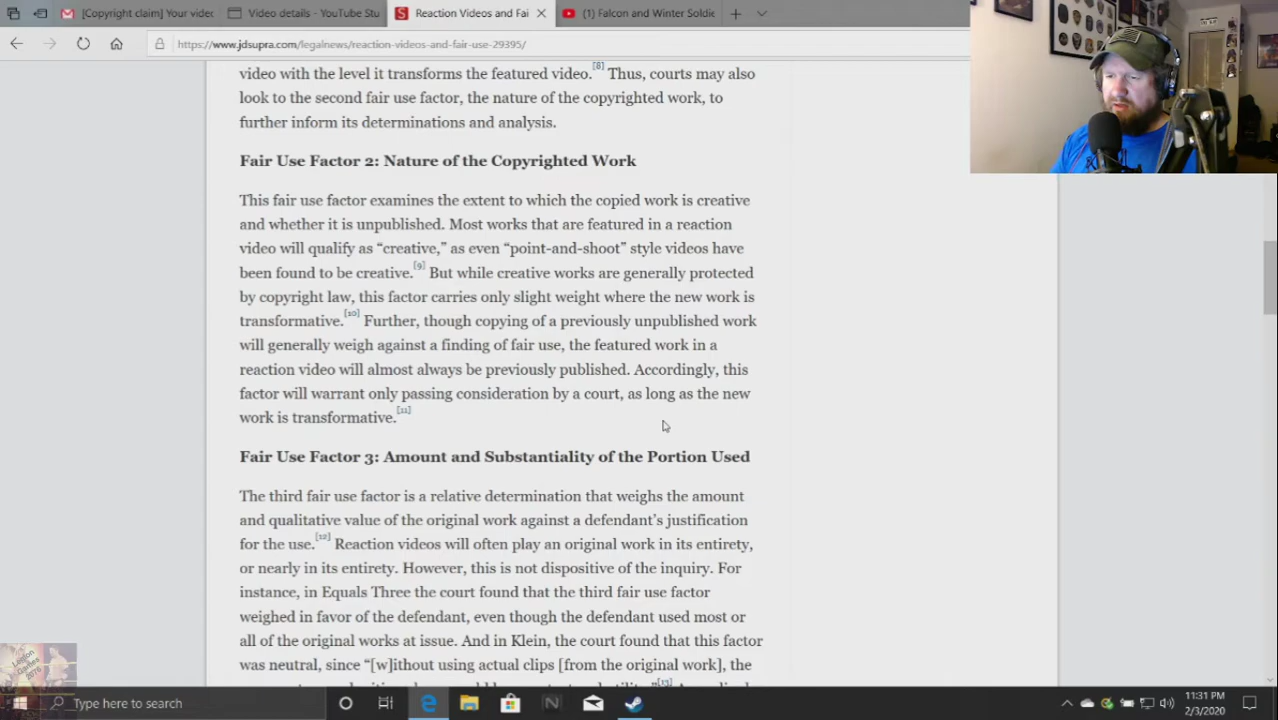 [Copyright claim] Your video
Video details - YouTube Stu
Reaction Videos and Fai
(1) Falcon and Winter Soldie
https://www.jdsupra.com/legalnews/reaction-videos-and-fair-use-29395/
video with the level it transforms the featured video.[8] Thus, courts may also
look to the second fair use factor, the nature of the copyrighted work, to
further inform its determinations and analysis.
Fair Use Factor 2: Nature of the Copyrighted Work
This fair use factor examines the extent to which the copied work is creative
and whether it is unpublished. Most works that are featured in a reaction
video will qualify as “creative,” as even “point-and-shoot” style videos have
been found to be creative.[9] But while creative works are generally protected
by copyright law, this factor carries only slight weight where the new work is
transformative.[10] Further, though copying of a previously unpublished work
will generally weigh against a finding of fair use, the featured work in a
reaction video will almost always be previously published. Accordingly, this
factor will warrant only passing consideration by a court, as long as the new
work is transformative.[11]
Fair Use Factor 3: Amount and Substantiality of the Portion Used
The third fair use factor is a relative determination that weighs the amount
and qualitative value of the original work against a defendant’s justification
for the use.[12] Reaction videos will often play an original work in its entirety,
or nearly in its entirety. However, this is not dispositive of the inquiry. For
instance, in Equals Three the court found that the third fair use factor
weighed in favor of the defendant, even though the defendant used most or
all of the original works at issue. And in Klein, the court found that this factor
was neutral, since “[w]ithout using actual clips [from the original work], the
[13]
Legion
Games
2016
Type here to search
11:31 PM
2/3/2020